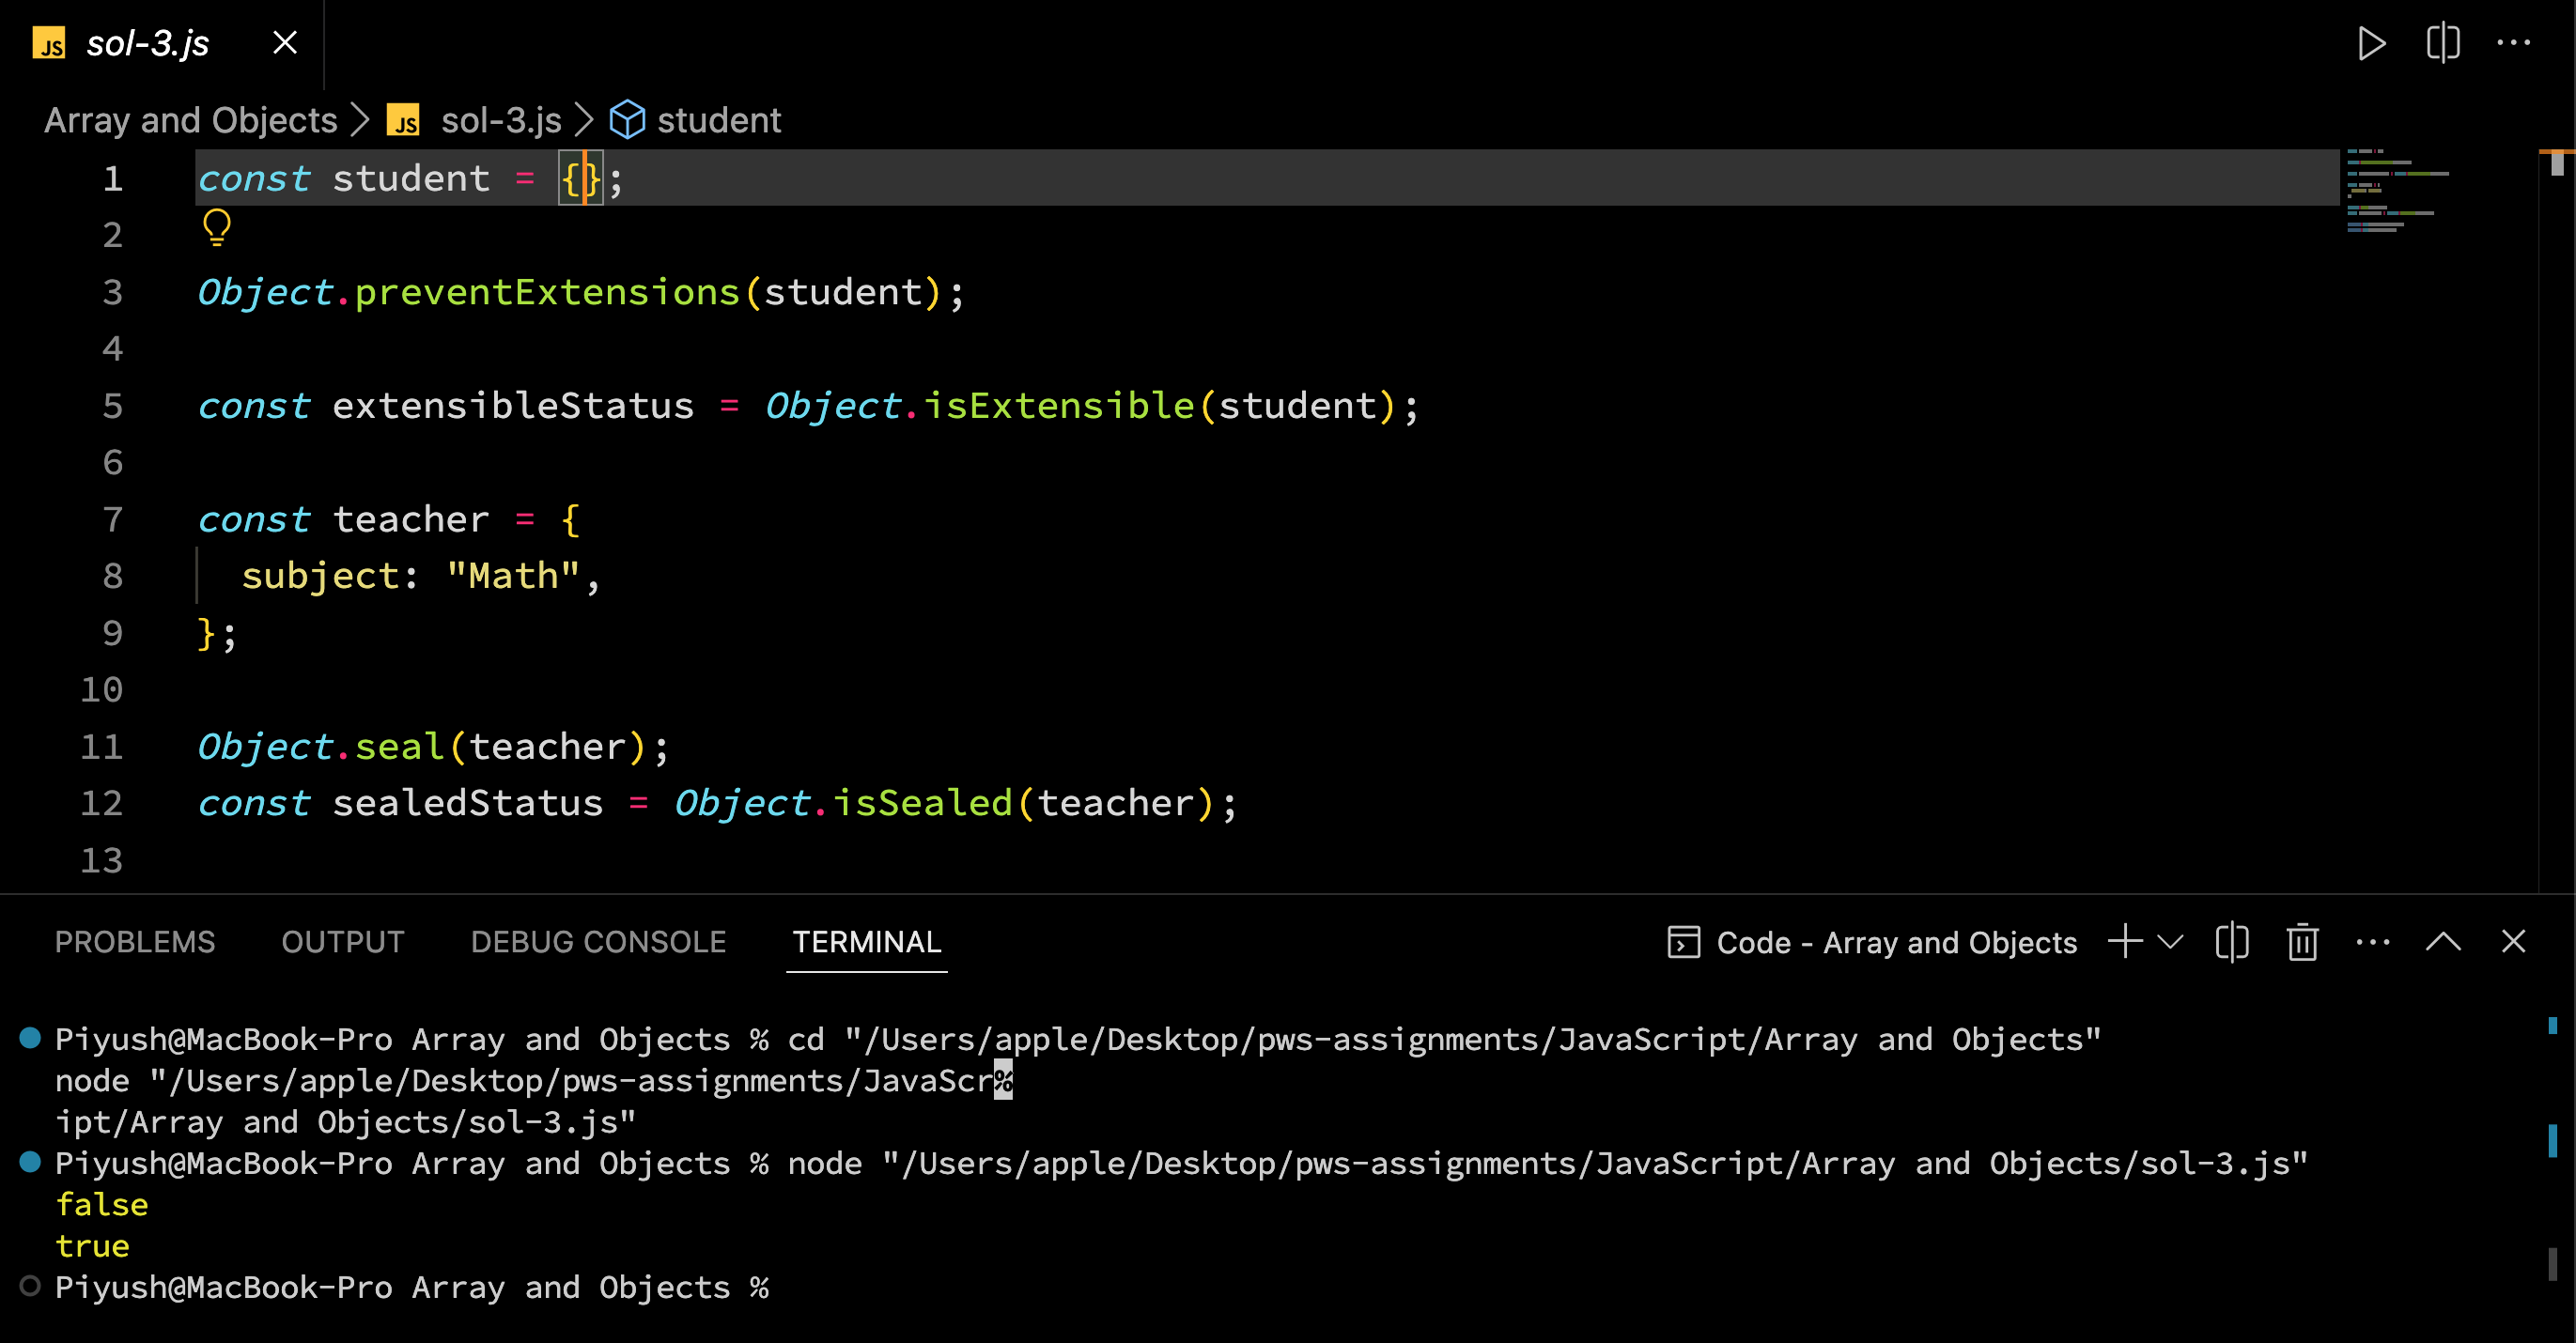 JS sol-3.js
Array and Objects > JS sol-3.js > student
1 const student = {};
2
3 Object.preventExtensions(student);
4
5 const extensibleStatus = Object.isExtensible(student);
6
7 const teacher = {
8 subject: "Math",
9 };
10
11 Object.seal(teacher);
12 const sealedStatus = Object.isSealed(teacher);
13
PROBLEMS OUTPUT DEBUG CONSOLE TERMINAL Code - Array and Objects
Piyush@MacBook-Pro Array and Objects % cd "/Users/apple/Desktop/pws-assignments/JavaScript/Array and Objects"
node "/Users/apple/Desktop/pws-assignments/JavaScr%
ipt/Array and Objects/sol-3.js"
Piyush@MacBook-Pro Array and Objects % node "/Users/apple/Desktop/pws-assignments/JavaScript/Array and Objects/sol-3.js"
false
true
Piyush@MacBook-Pro Array and Objects %